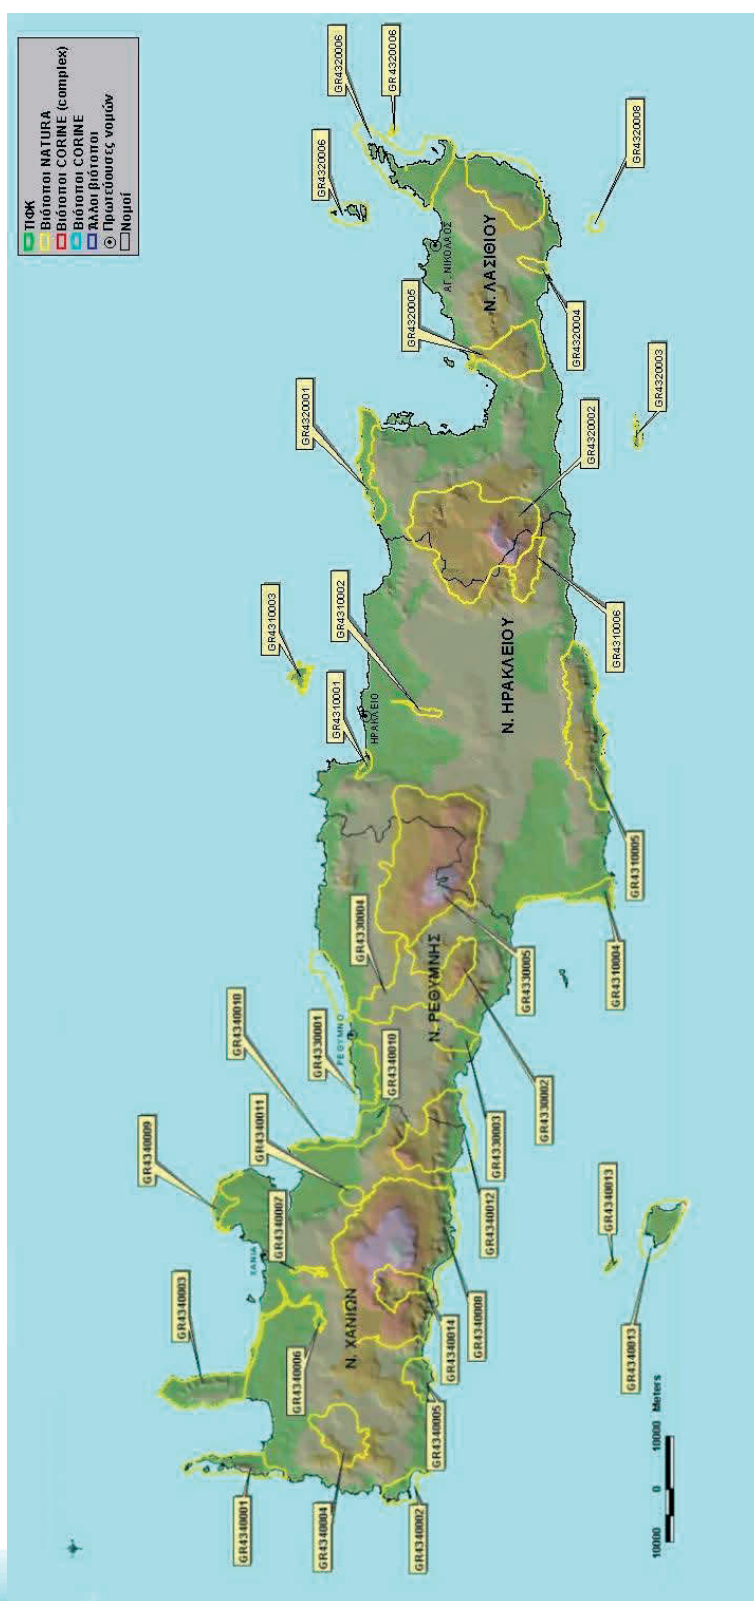 ΤΙΦΚ
Βιότοποι NATURA
Βιότοποι CORINE (complex)
Βιότοποι CORINE
Άλλοι βιότοποι
Πρωτεύουσες νομών
Νομοί
GR4340001
GR4340003
GR4340009
GR4340010
GR4340007
GR4340011
GR4330001
GR4340010
GR4330004
GR4310001
GR4310003
GR4310002
GR4320001
GR4320005
GR4320006
GR4320006
GR4320006
ΧΑΝΙΑ
ΡΕΘΥΜΝΟ
ΗΡΑΚΛΕΙΟ
ΑΓ. ΝΙΚΟΛΑΟΣ
Ν. ΧΑΝΙΩΝ
Ν. ΡΕΘΥΜΝΗΣ
Ν. ΗΡΑΚΛΕΙΟΥ
Ν. ΛΑΣΙΘΙΟΥ
GR4340004
GR4340006
GR4340002
GR4340005
GR4340014
GR4340008
GR4340012
GR4330003
GR4330002
GR4330005
GR4310004
GR4310005
GR4310006
GR4320002
GR4320003
GR4320004
GR4320008
GR4340013
GR4340013
10000 0 10000 Meters